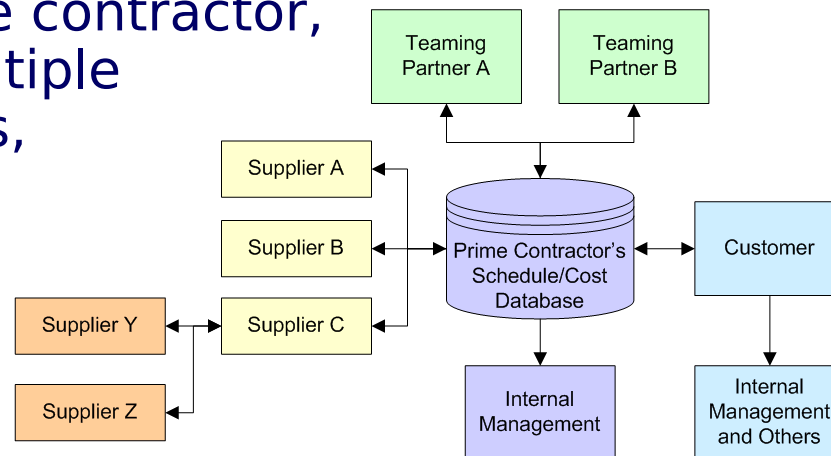 e contractor,
tiple
s,
Teaming
Partner A
Teaming
Partner B
Supplier A
Supplier B
Supplier C
Supplier Y
Supplier Z
Prime Contractor’s
Schedule/Cost
Database
Customer
Internal
Management
Internal
Management
and Others